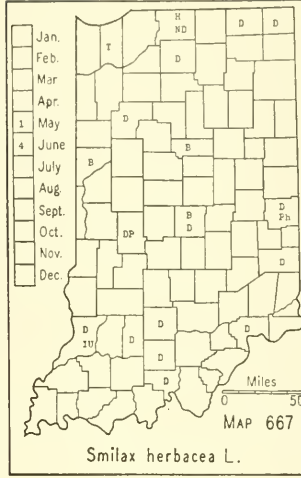 H
Jan. ND D D
Feb. T D
Mar
Apr. D
1 May
4 June B
July B
Aug. D
Sept. B Ph
Oct. DP D
Nov. D
Dec.
D D D
IU D D
D
Miles
0 50
MAP 667
Smilax herbacea L.